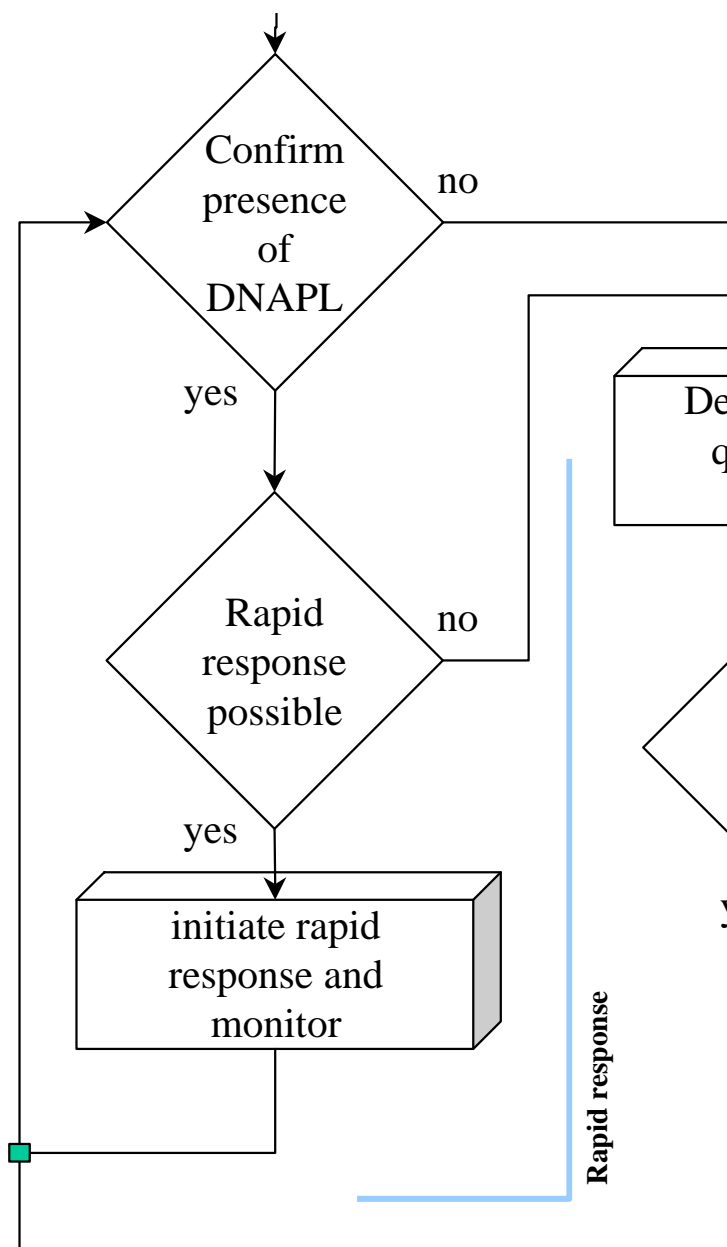 Confirm
presence
of
DNAPL
no
yes
Rapid
response
possible
no
yes
initiate rapid
response and
monitor
Rapid response